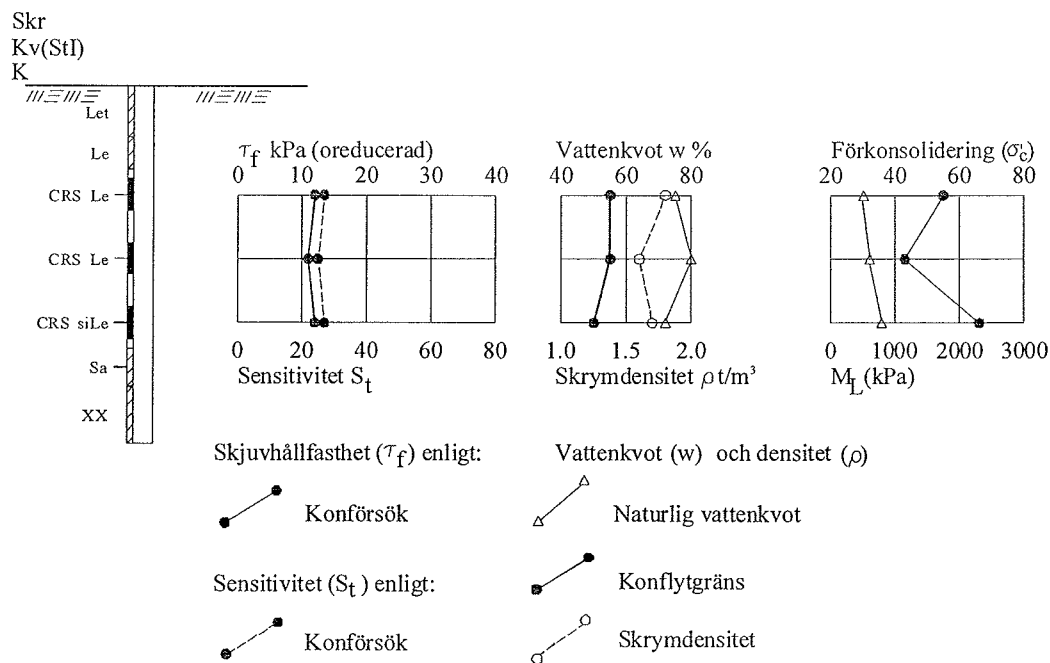 Skr
Kv(StI)
K
Let
Le
CRS Le
CRS Le
CRS siLe
Sa
XX
τf kPa (oreducerad)
0 10 20 30 40
0 20 40 60 80
Sensitivitet St
Vattenkvot w %
40 60 80
1.0 1.5 2.0
Skrymdensitet ρ t/m³
Förkonsolidering (σc)
20 40 60 80
0 1000 2000 3000
ML (kPa)
Skjuvhållfasthet (τf) enligt:
Konförsök
Sensitivitet (St) enligt:
Konförsök
Vattenkvot (w) och densitet (ρ)
Naturlig vattenkvot
Konflytgräns
Skrymdensitet